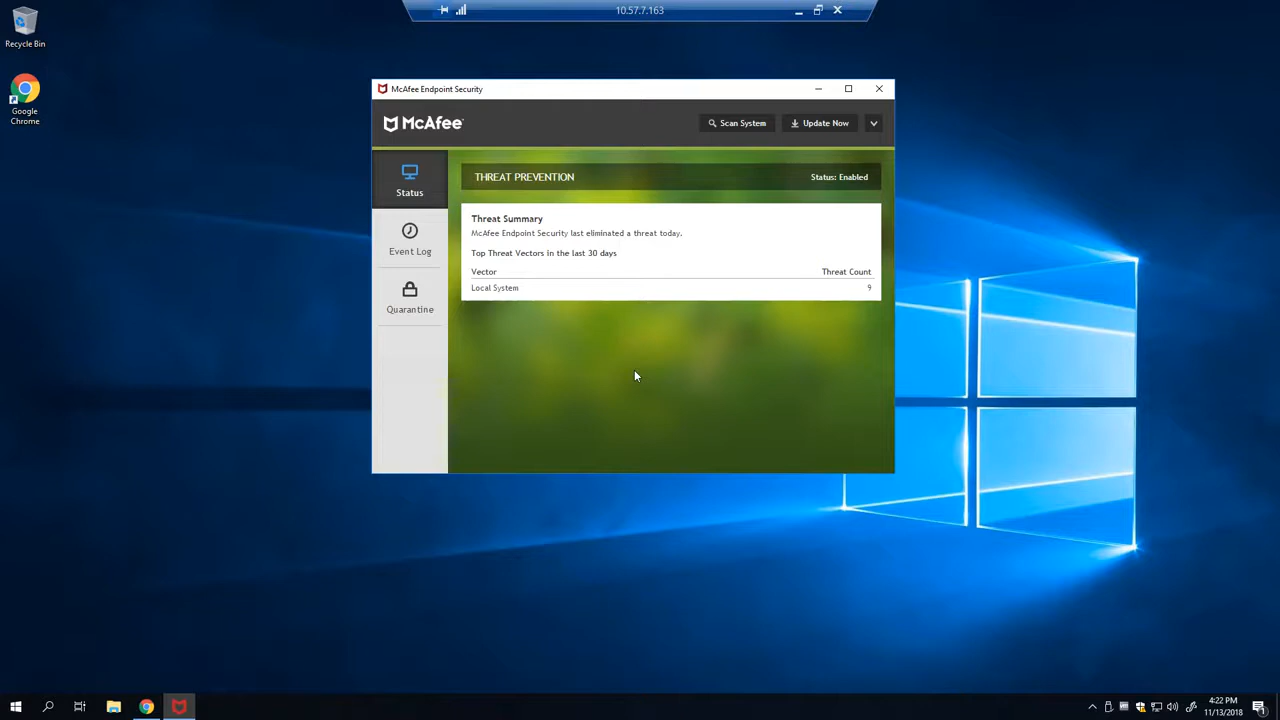 10.57.7.163
Recycle Bin
Google
Chrome
McAfee Endpoint Security
McAfee
Scan System
Update Now
Status
Event Log
Quarantine
THREAT PREVENTION
Status: Enabled
Threat Summary
McAfee Endpoint Security last eliminated a threat today.
Top Threat Vectors in the last 30 days
Vector Threat Count
Local System 9
4:22 PM
11/13/2018
1